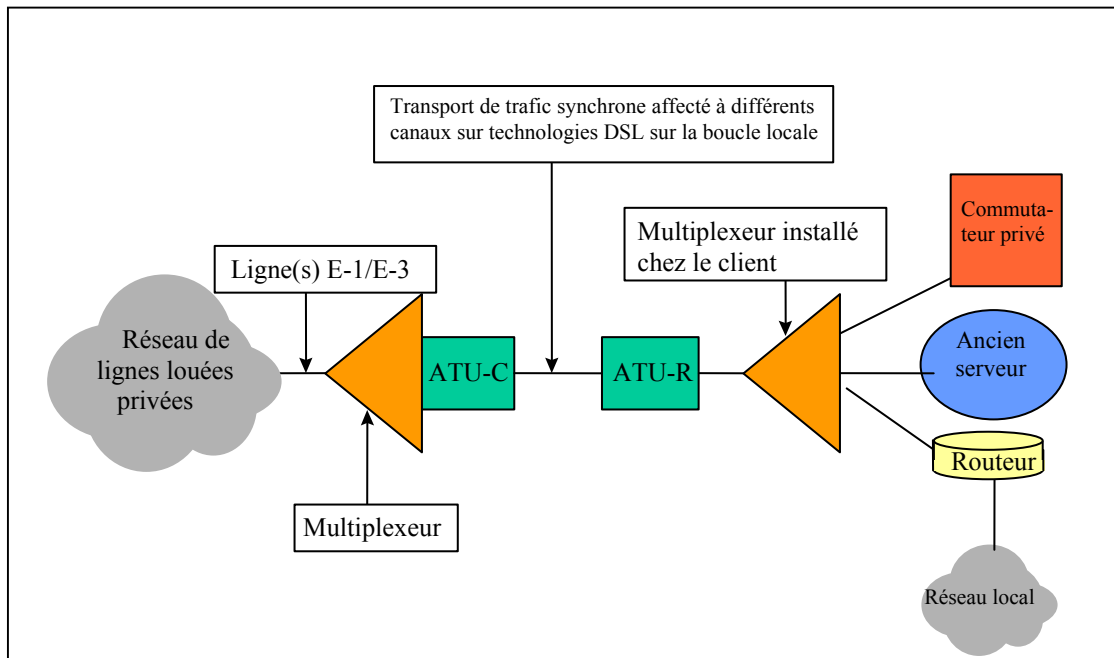 Transport de trafic synchrone affecté à différents
canaux sur technologies DSL sur la boucle locale
Commuta-
teur privé
Multiplexeur installé
chez le client
Ligne(s) E-1/E-3
Réseau de
lignes louées
privées
ATU-C
ATU-R
Ancien
serveur
Routeur
Multiplexeur
Réseau local